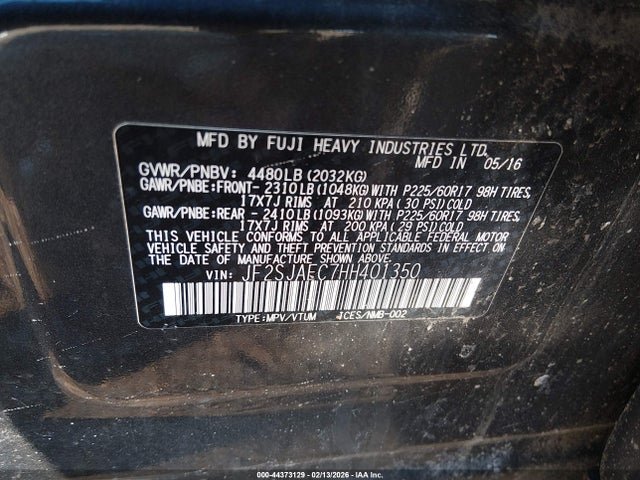 MFD BY FUJI HEAVY INDUSTRIES LTD.
MFD IN 05/16
GVWR/PNBV: 4480LB (2032KG)
GAWR/PNBE:FRONT- 2310LB(1048KG)WITH P225/60R17 98H TIRES,
17X7J RIMS AT 210 KPA (30 PSI)COLD
GAWR/PNBE:REAR - 2410LB(1093KG)WITH P225/60R17 98H TIRES,
17X7J RIMS AT 200 KPA (29 PSI)COLD
THIS VEHICLE CONFORMS TO ALL APPLICABLE FEDERAL MOTOR
VEHICLE SAFETY AND BUMPER STANDARDS IN EFFECT ON
THE DATE OF MANUFACTURE SHOWN ABOVE.
VIN: JF2SJAEC7HH401350
TYPE:MPV/VTUM ICES/NMB-002
000-44373129 - 02/13/2026 - IAA Inc.